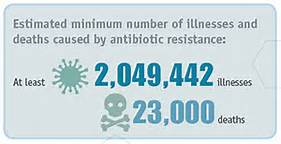 Estimated minimum number of illnesses and
deaths caused by antibiotic resistance:
At least 2,049,442 illnesses
23,000 deaths